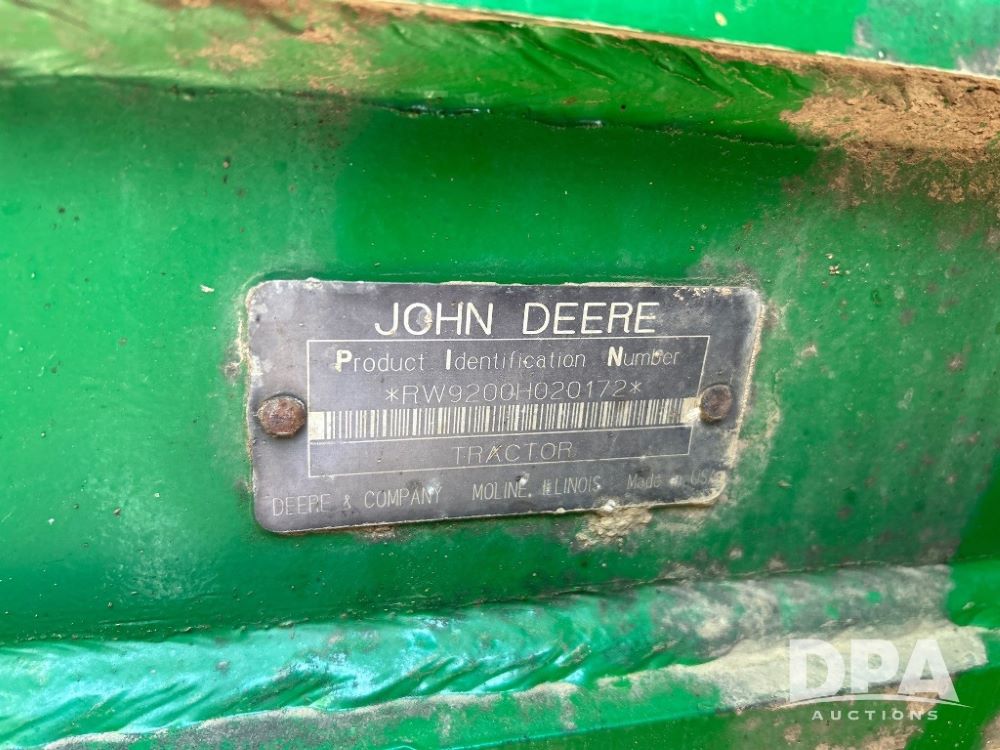 JOHN DEERE
Product Identification Number
*RW9200H020172*
TRACTOR
DEERE & COMPANY MOLINE, ILLINOIS Made in USA
DPA
AUCTIONS